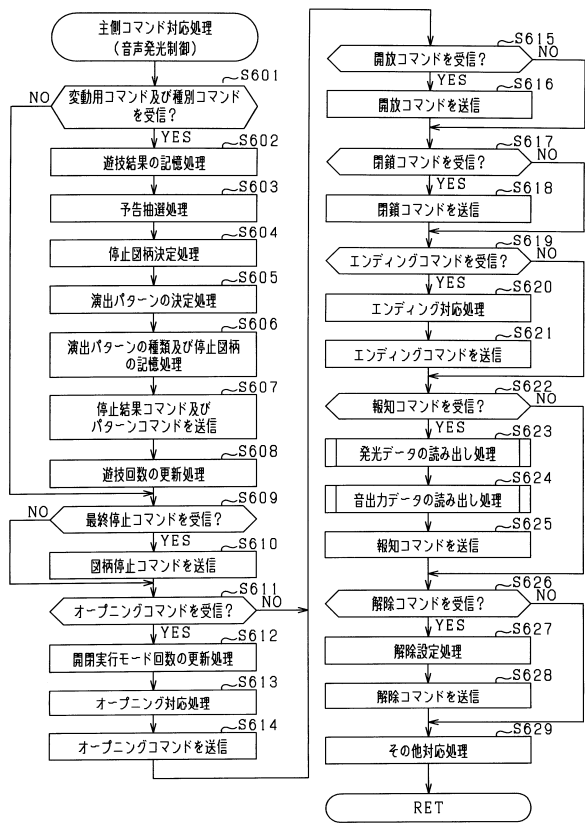 主側コマンド対応処理
(音声発光制御)
S601
変動用コマンド及び種別コマンド
を受信?
NO
YES
S602
遊技結果の記憶処理
S603
予告抽選処理
S604
停止図柄決定処理
S605
演出パターンの決定処理
S606
演出パターンの種類及び停止図柄
の記憶処理
S607
停止結果コマンド及び
パターンコマンドを送信
S608
遊技回数の更新処理
S609
最終停止コマンドを受信?
NO
YES
S610
図柄停止コマンドを送信
S611
オープニングコマンドを受信?
NO
YES
S612
開閉実行モード回数の更新処理
S613
オープニング対応処理
S614
オープニングコマンドを送信
S615
開放コマンドを受信?
NO
YES
S616
開放コマンドを送信
S617
閉鎖コマンドを受信?
NO
YES
S618
閉鎖コマンドを送信
S619
エンディングコマンドを受信?
NO
YES
S620
エンディング対応処理
S621
エンディングコマンドを送信
S622
報知コマンドを受信?
NO
YES
S623
発光データの読み出し処理
S624
音出力データの読み出し処理
S625
報知コマンドを送信
S626
解除コマンドを受信?
NO
YES
S627
解除設定処理
S628
解除コマンドを送信
S629
その他対応処理
RET